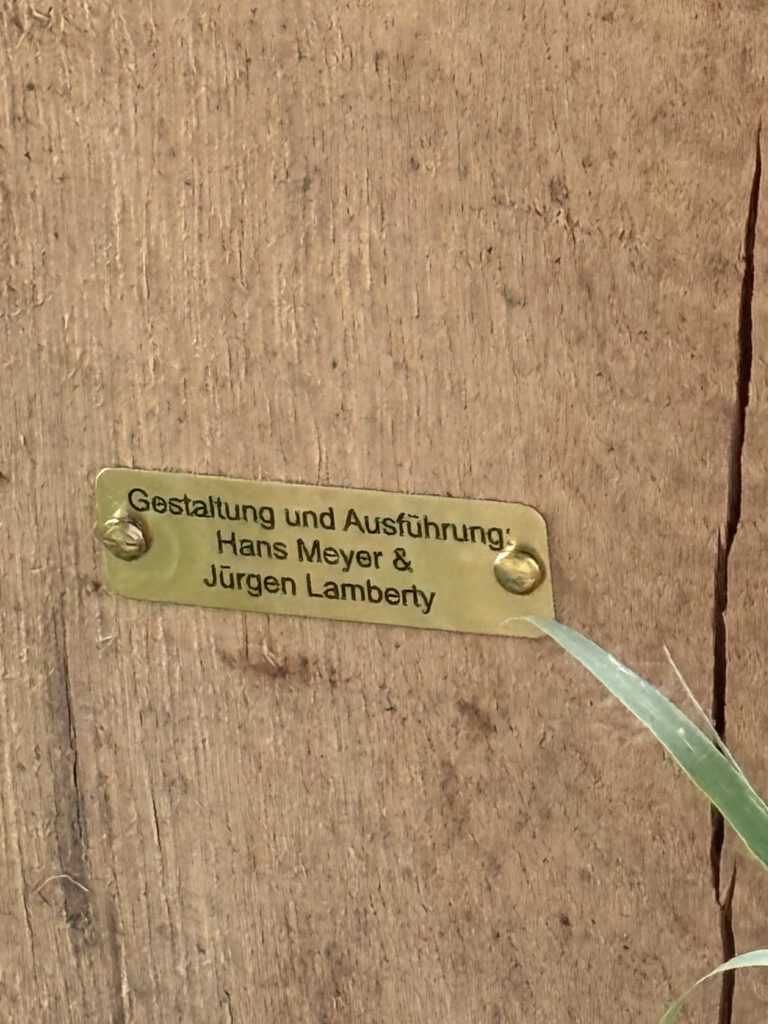 Gestaltung und Ausführung:
Hans Meyer &
Jürgen Lamberty